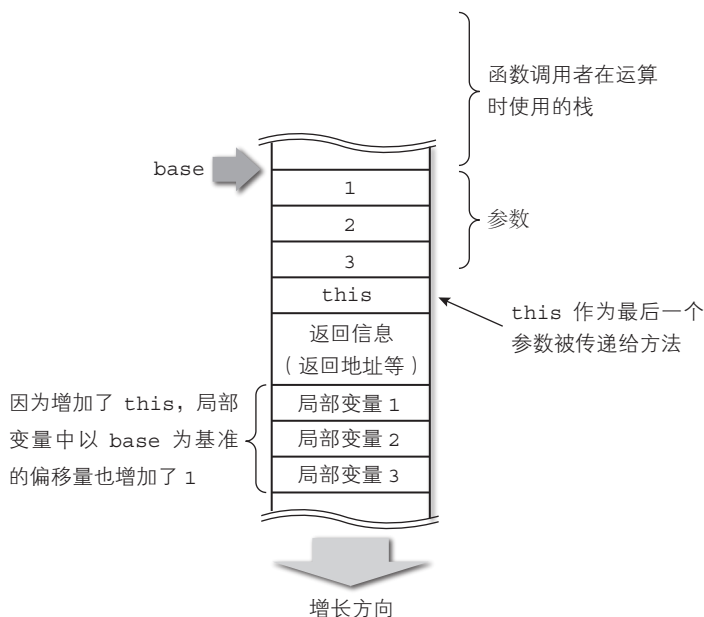 函数调用者在运算
时使用的栈
base
1
2
3
参数
this
this 作为最后一个
参数被传递给方法
返回信息
（返回地址等）
因为增加了 this，局部
变量中以 base 为基准
的偏移量也增加了 1
局部变量 1
局部变量 2
局部变量 3
增长方向